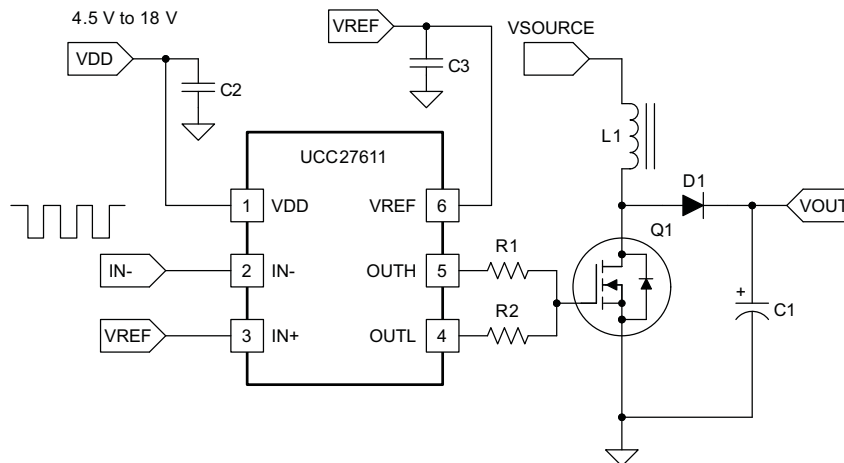 4.5 V to 18 V
VDD
C2
VREF
C3
VSOURCE
L1
UCC27611
D1
VOUT
1 VDD
VREF 6
Q1
IN-
2 IN-
OUTH 5
R1
+
C1
VREF
3 IN+
OUTL 4
R2